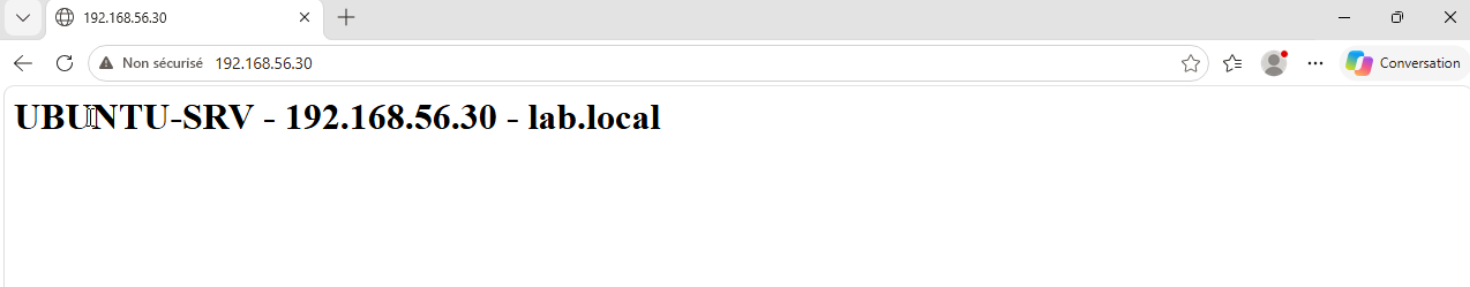 192.168.56.30
Non sécurisé 192.168.56.30
Conversation
UBUNTU-SRV - 192.168.56.30 - lab.local